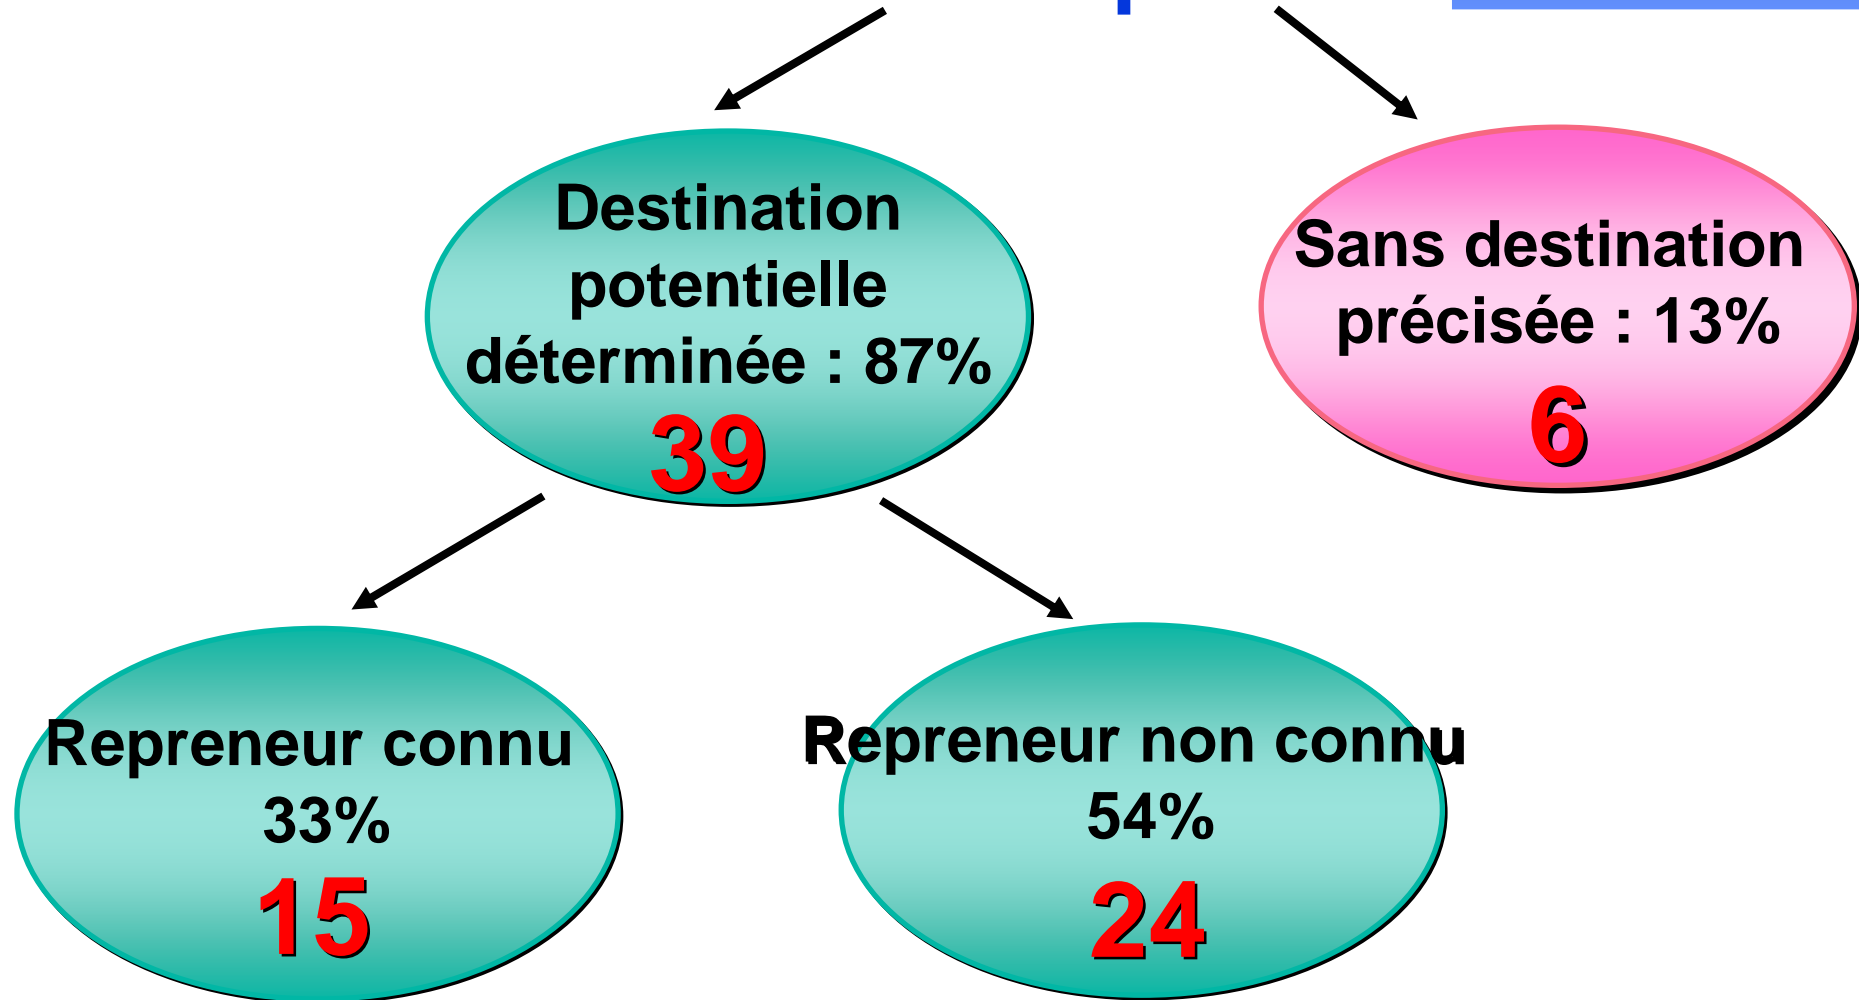 Destination
potentielle
déterminée : 87%
39
Sans destination
précisée : 13%
6
Repreneur connu
33%
15
Repreneur non connu
54%
24